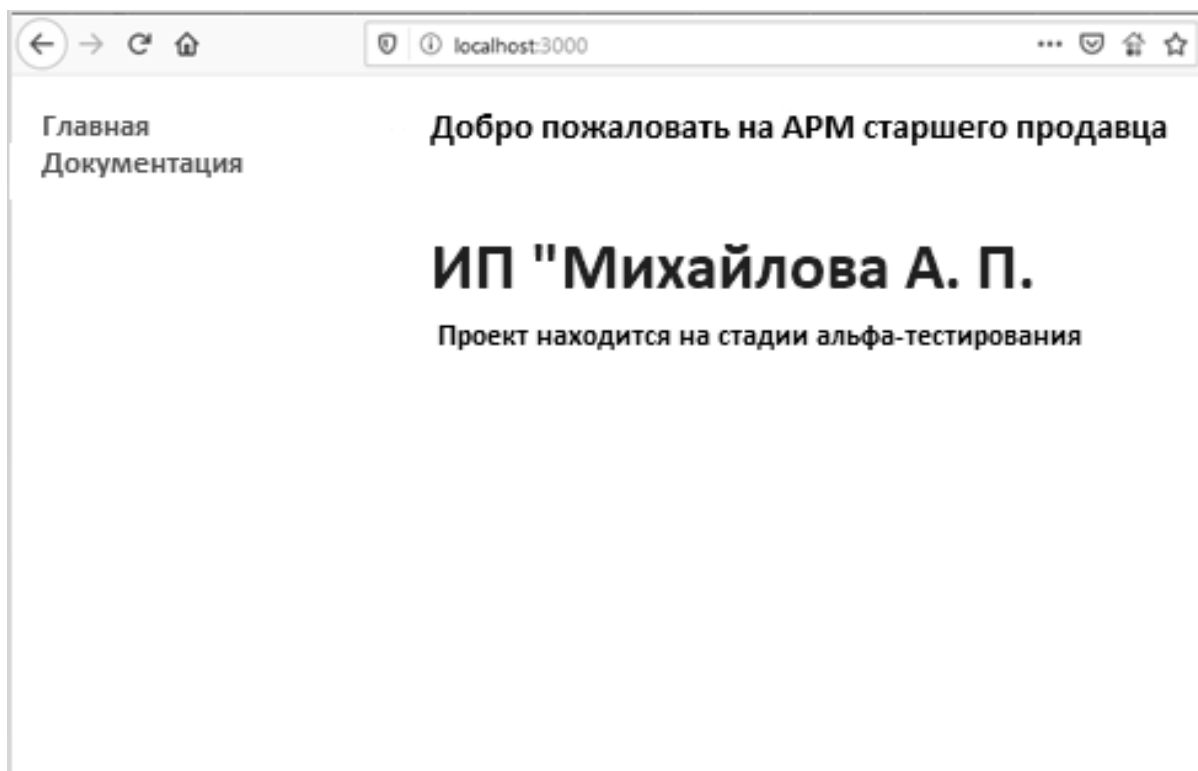 localhost:3000
Главная
Документация
Добро пожаловать на АРМ старшего продавца
ИП "Михайлова А. П.
Проект находится на стадии альфа-тестирования